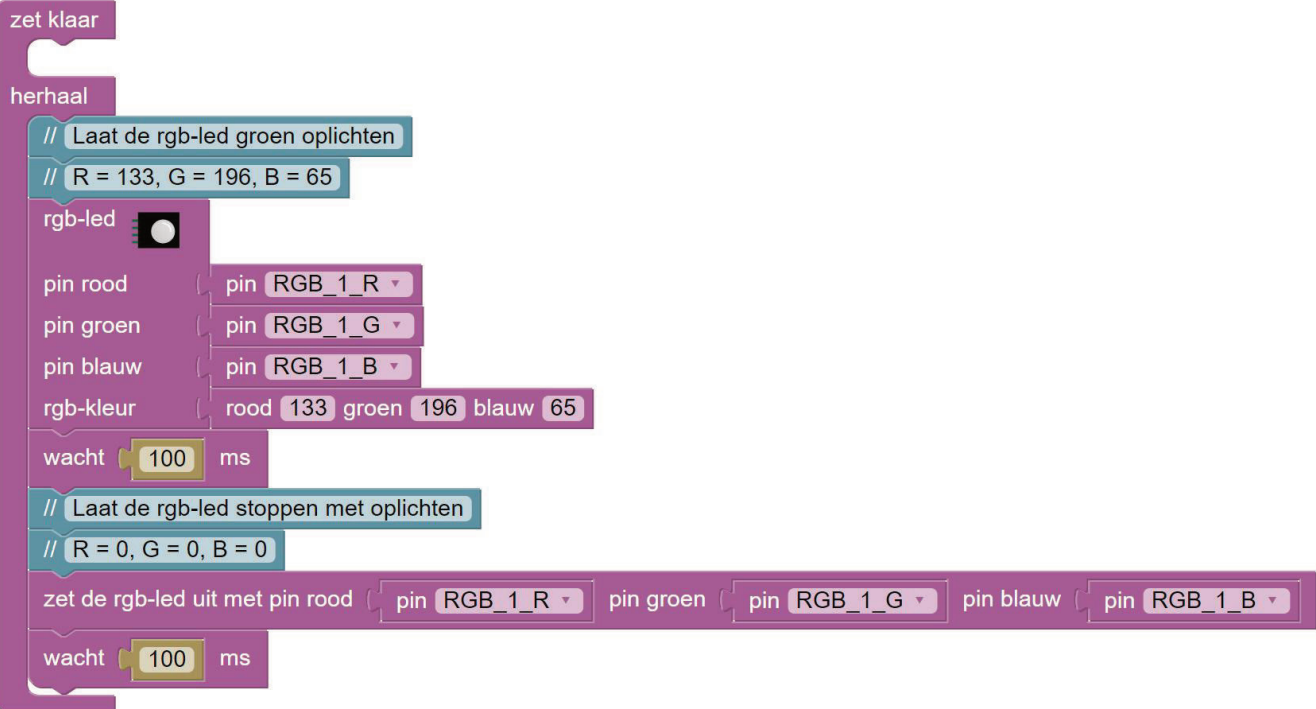 zet klaar
herhaal
// Laat de rgb-led groen oplichten
// R = 133, G = 196, B = 65
rgb-led
pin rood pin RGB_1_R
pin groen pin RGB_1_G
pin blauw pin RGB_1_B
rgb-kleur rood 133 groen 196 blauw 65
wacht 100 ms
// Laat de rgb-led stoppen met oplichten
// R = 0, G = 0, B = 0
zet de rgb-led uit met pin rood pin RGB_1_R pin groen pin RGB_1_G pin blauw pin RGB_1_B
wacht 100 ms